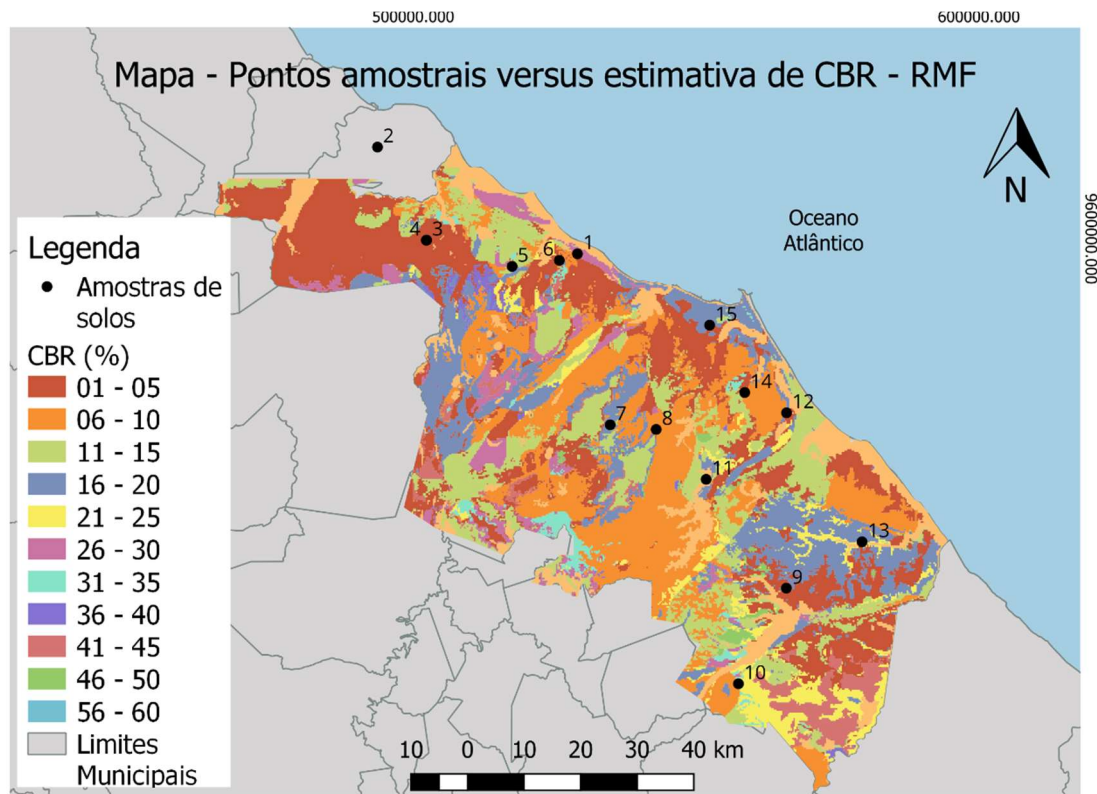 500000.000
600000.000
Mapa - Pontos amostrais versus estimativa de CBR - RMF
2
N
9600000.000
Oceano
Atlântico
Legenda
Amostras de
solos
CBR (%)
01 - 05
06 - 10
11 - 15
16 - 20
21 - 25
26 - 30
31 - 35
36 - 40
41 - 45
46 - 50
56 - 60
Limites
Municipais
4 3
1
6
5
15
14
12
7
8
11
13
9
10
10 0 10 20 30 40 km